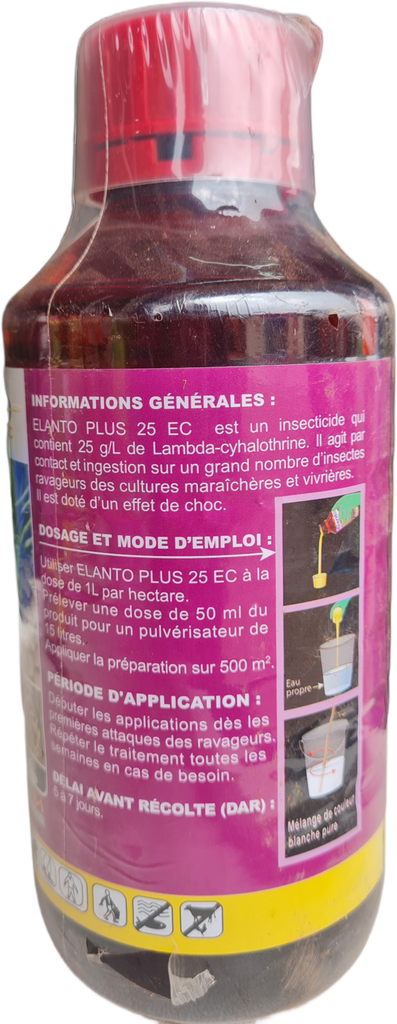 INFORMATIONS GÉNÉRALES :
ELANTO PLUS 25 EC est un insecticide qui
contient 25 g/L de Lambda-cyhalothrine. Il agit par
contact et ingestion sur un grand nombre d'insectes
ravageurs des cultures maraîchères et vivrières.
Il est doté d'un effet de choc.
DOSAGE ET MODE D'EMPLOI :
Utiliser ELANTO PLUS 25 EC à la
dose de 1L par hectare.
Prélever une dose de 50 ml du
produit pour un pulvérisateur de
15 litres.
Appliquer la préparation sur 500 m².
PÉRIODE D'APPLICATION :
Débuter les applications dès les
premières attaques des ravageurs.
Répéter le traitement toutes les
semaines en cas de besoin.
DÉLAI AVANT RÉCOLTE (DAR) :
5 à 7 jours.
Eau
propre
Mélange de couleur
blanche pure